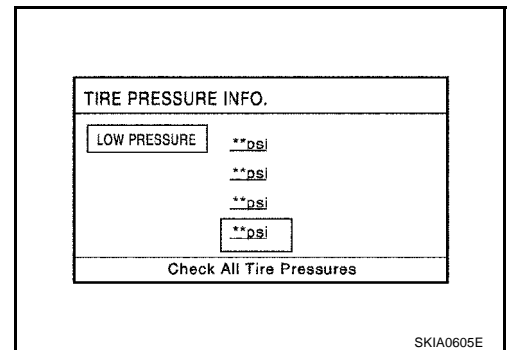 TIRE PRESSURE INFO.
LOW PRESSURE
**psi
**psi
**psi
**psi
Check All Tire Pressures
SKIA0605E